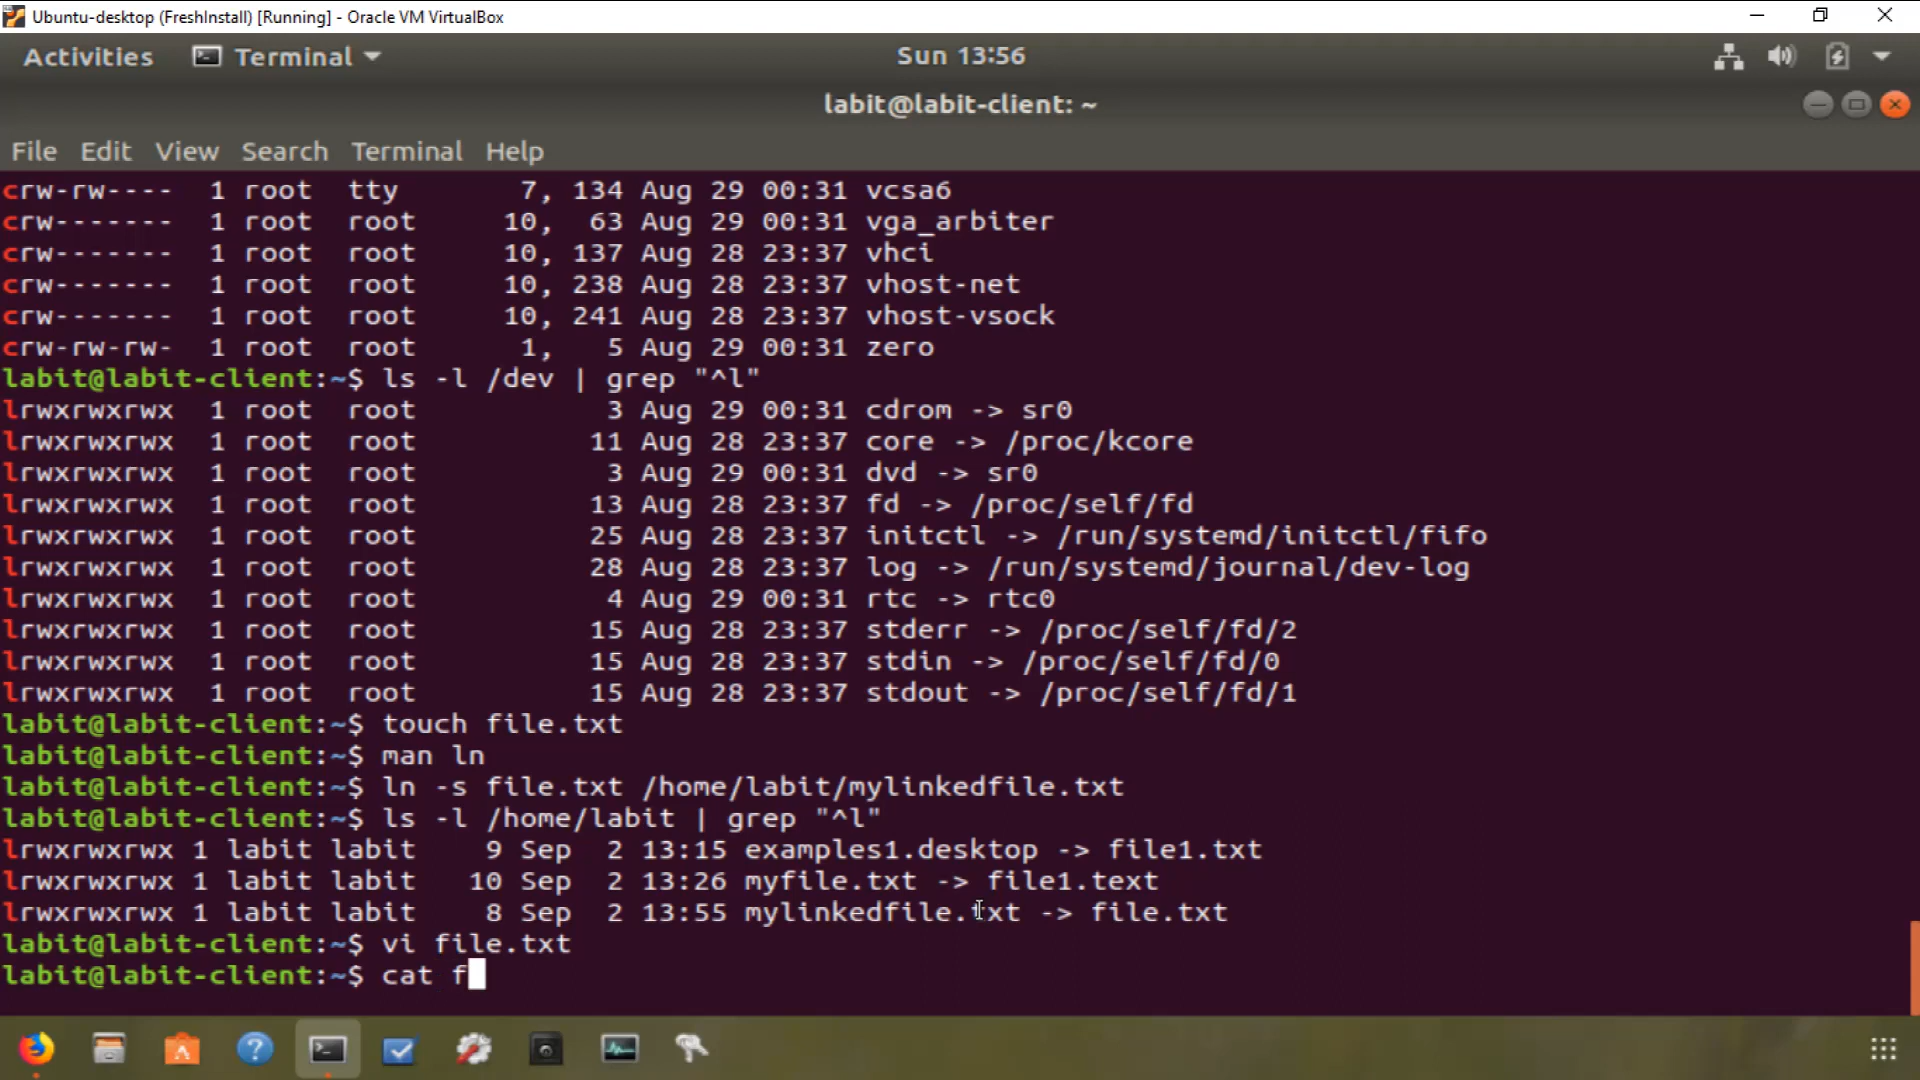 Ubuntu-desktop (FreshInstall) [Running] - Oracle VM VirtualBox
Activities Terminal Sun 13:56
labit@labit-client: ~
File Edit View Search Terminal Help
crw-rw---- 1 root tty 7, 134 Aug 29 00:31 vcsa6
crw------- 1 root root 10, 63 Aug 29 00:31 vga_arbiter
crw------- 1 root root 10, 137 Aug 28 23:37 vhci
crw------- 1 root root 10, 238 Aug 28 23:37 vhost-net
crw------- 1 root root 10, 241 Aug 28 23:37 vhost-vsock
crw-rw-rw- 1 root root 1, 5 Aug 29 00:31 zero
labit@labit-client:~$ ls -l /dev | grep "^l"
lrwxrwxrwx 1 root root 3 Aug 29 00:31 cdrom -> sr0
lrwxrwxrwx 1 root root 11 Aug 28 23:37 core -> /proc/kcore
lrwxrwxrwx 1 root root 3 Aug 29 00:31 dvd -> sr0
lrwxrwxrwx 1 root root 13 Aug 28 23:37 fd -> /proc/self/fd
lrwxrwxrwx 1 root root 25 Aug 28 23:37 initctl -> /run/systemd/initctl/fifo
lrwxrwxrwx 1 root root 28 Aug 28 23:37 log -> /run/systemd/journal/dev-log
lrwxrwxrwx 1 root root 4 Aug 29 00:31 rtc -> rtc0
lrwxrwxrwx 1 root root 15 Aug 28 23:37 stderr -> /proc/self/fd/2
lrwxrwxrwx 1 root root 15 Aug 28 23:37 stdin -> /proc/self/fd/0
lrwxrwxrwx 1 root root 15 Aug 28 23:37 stdout -> /proc/self/fd/1
labit@labit-client:~$ touch file.txt
labit@labit-client:~$ man ln
labit@labit-client:~$ ln -s file.txt /home/labit/mylinkedfile.txt
labit@labit-client:~$ ls -l /home/labit | grep "^l"
lrwxrwxrwx 1 labit labit 9 Sep 2 13:15 examples1.desktop -> file1.txt
lrwxrwxrwx 1 labit labit 10 Sep 2 13:26 myfile.txt -> file1.text
lrwxrwxrwx 1 labit labit 8 Sep 2 13:55 mylinkedfile.txt -> file.txt
labit@labit-client:~$ vi file.txt
labit@labit-client:~$ cat f